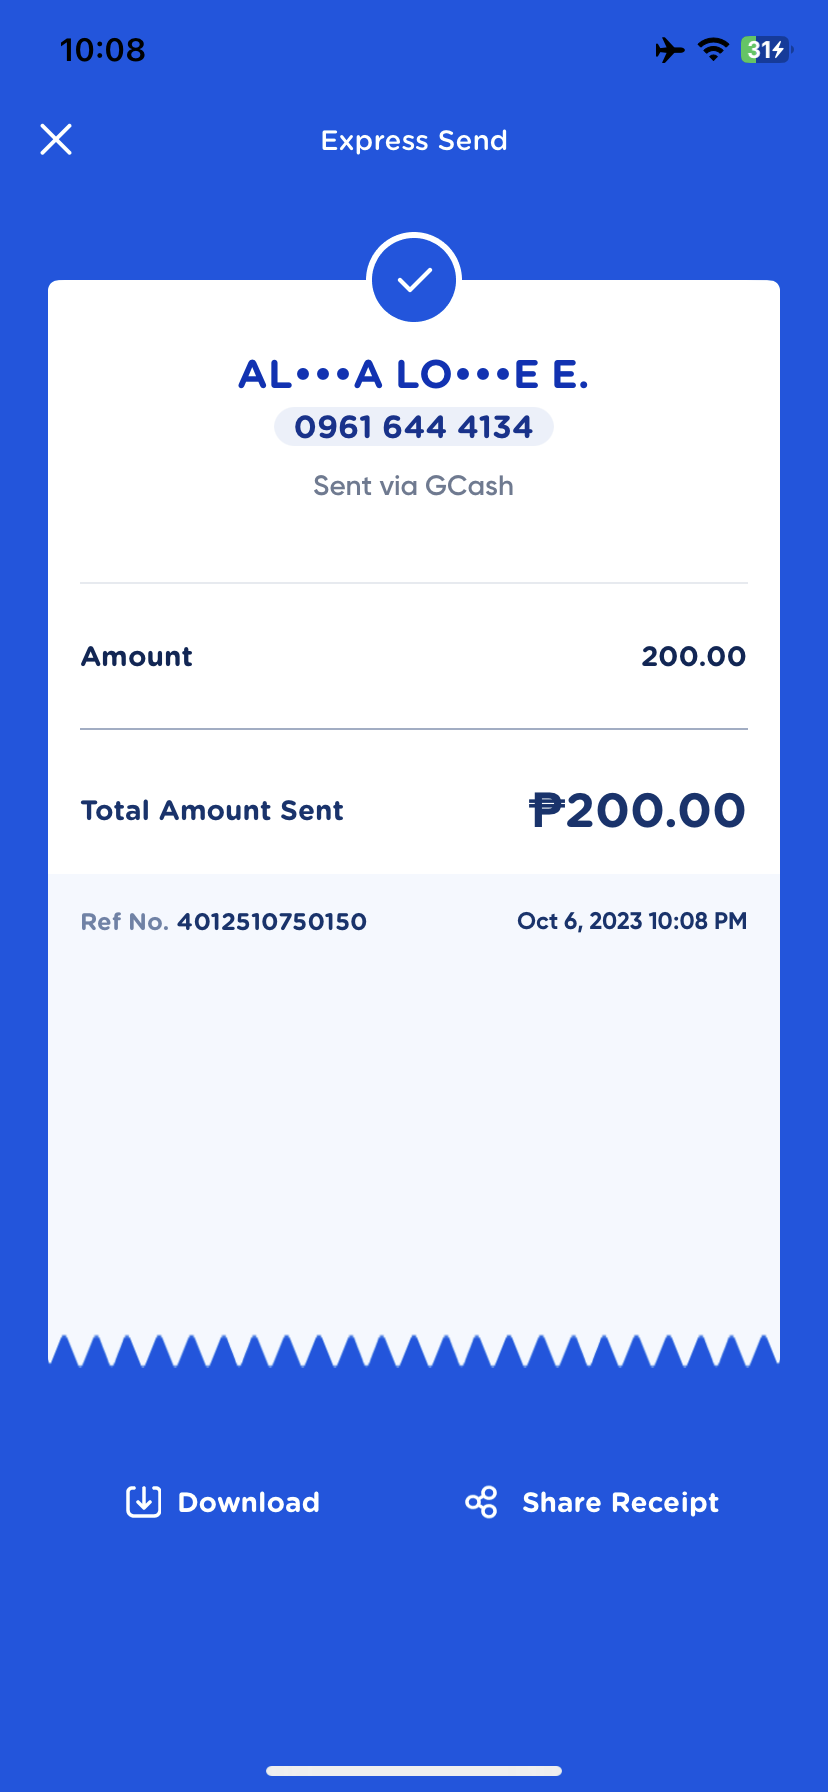 10:08
31
Express Send
AL•••A LO•••E E.
0961 644 4134
Sent via GCash
Amount 200.00
Total Amount Sent ₱200.00
Ref No. 4012510750150 Oct 6, 2023 10:08 PM
Download Share Receipt